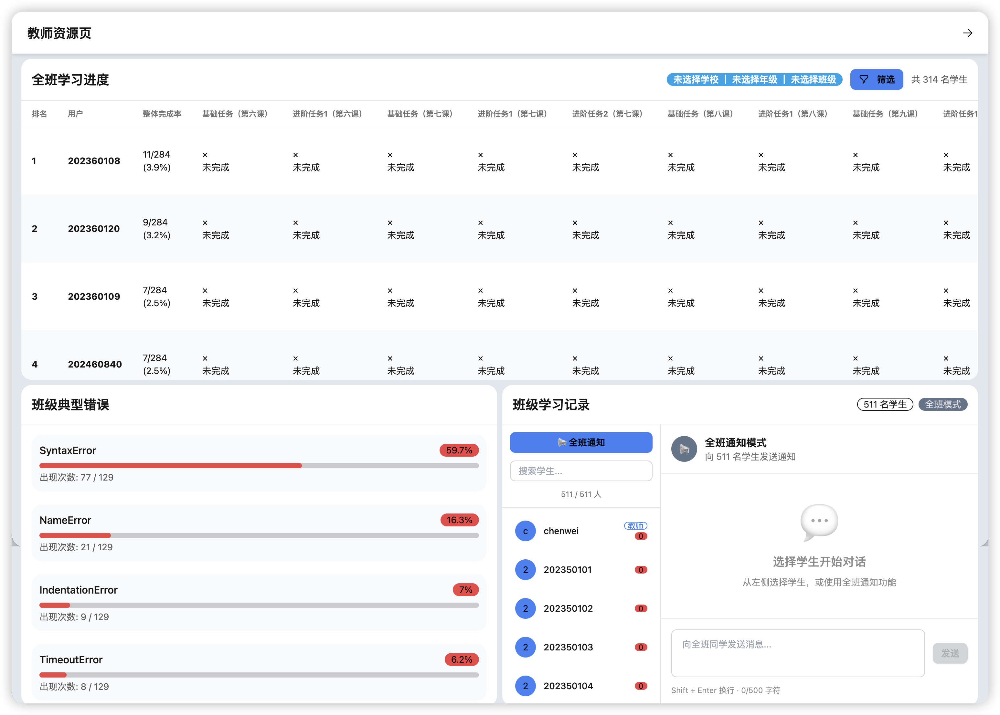 教师资源页
全班学习进度
未选择学校 | 未选择年级 | 未选择班级
筛选
共 314 名学生
排名 用户 整体完成率 基础任务（第六课） 进阶任务1（第六课） 基础任务（第七课） 进阶任务1（第七课） 进阶任务2（第七课） 基础任务（第八课） 进阶任务1（第八课） 基础任务（第九课） 进阶任务1
1 202360108 11/284 × × × × × × × × ×
(3.9%) 未完成 未完成 未完成 未完成 未完成 未完成 未完成 未完成 未完成
2 202360120 9/284 × × × × × × × × ×
(3.2%) 未完成 未完成 未完成 未完成 未完成 未完成 未完成 未完成 未完成
3 202360109 7/284 × × × × × × × × ×
(2.5%) 未完成 未完成 未完成 未完成 未完成 未完成 未完成 未完成 未完成
4 202460840 7/284 × × × × × × × × ×
(2.5%) 未完成 未完成 未完成 未完成 未完成 未完成 未完成 未完成 未完成
班级典型错误
SyntaxError 59.7%
出现次数: 77 / 129
NameError 16.3%
出现次数: 21 / 129
IndentationError 7%
出现次数: 9 / 129
TimeoutError 6.2%
出现次数: 8 / 129
班级学习记录
511 名学生
全班模式
全班通知
搜索学生...
511 / 511 人
c chenwei 教师 0
2 202350101 0
2 202350102 0
2 202350103 0
2 202350104 0
全班通知模式
向 511 名学生发送通知
选择学生开始对话
从左侧选择学生，或使用全班通知功能
向全班同学发送消息...
发送
Shift + Enter 换行 · 0/500 字符